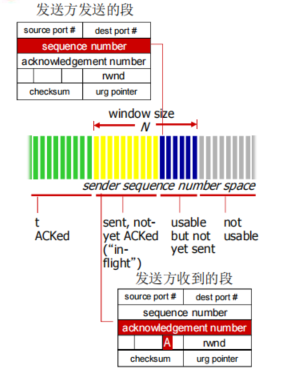 发送方发送的段
source port # dest port #
sequence number
acknowledgement number
rwnd
checksum urg pointer
window size
N
sender sequence number space
t
ACKed
sent, not-
yet ACKed
("in-
flight")
usable
but not
yet sent
not
usable
发送方收到的段
source port # dest port #
sequence number
acknowledgement number
A rwnd
checksum urg pointer